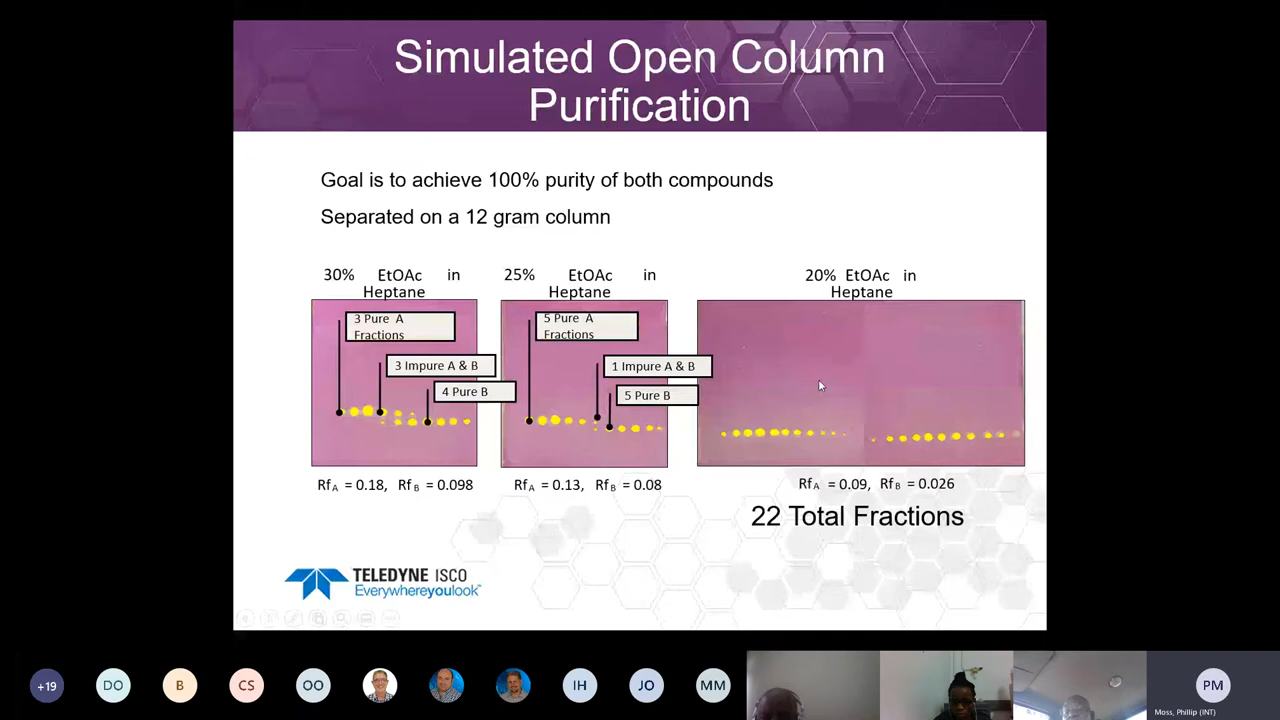 Simulated Open Column
Purification
Goal is to achieve 100% purity of both compounds
Separated on a 12 gram column
30% EtOAc in
Heptane
25% EtOAc in
Heptane
20% EtOAc in
Heptane
3 Pure A
Fractions
3 Impure A & B
4 Pure B
5 Pure A
Fractions
1 Impure A & B
5 Pure B
Rf A = 0.18, Rf B = 0.098
Rf A = 0.13, Rf B = 0.08
Rf A = 0.09, Rf B = 0.026
22 Total Fractions
TELEDYNE ISCO
Everywhereyoulook
+19
DO
B
CS
OO
IH
JO
MM
PM
Moss, Phillip (INT)